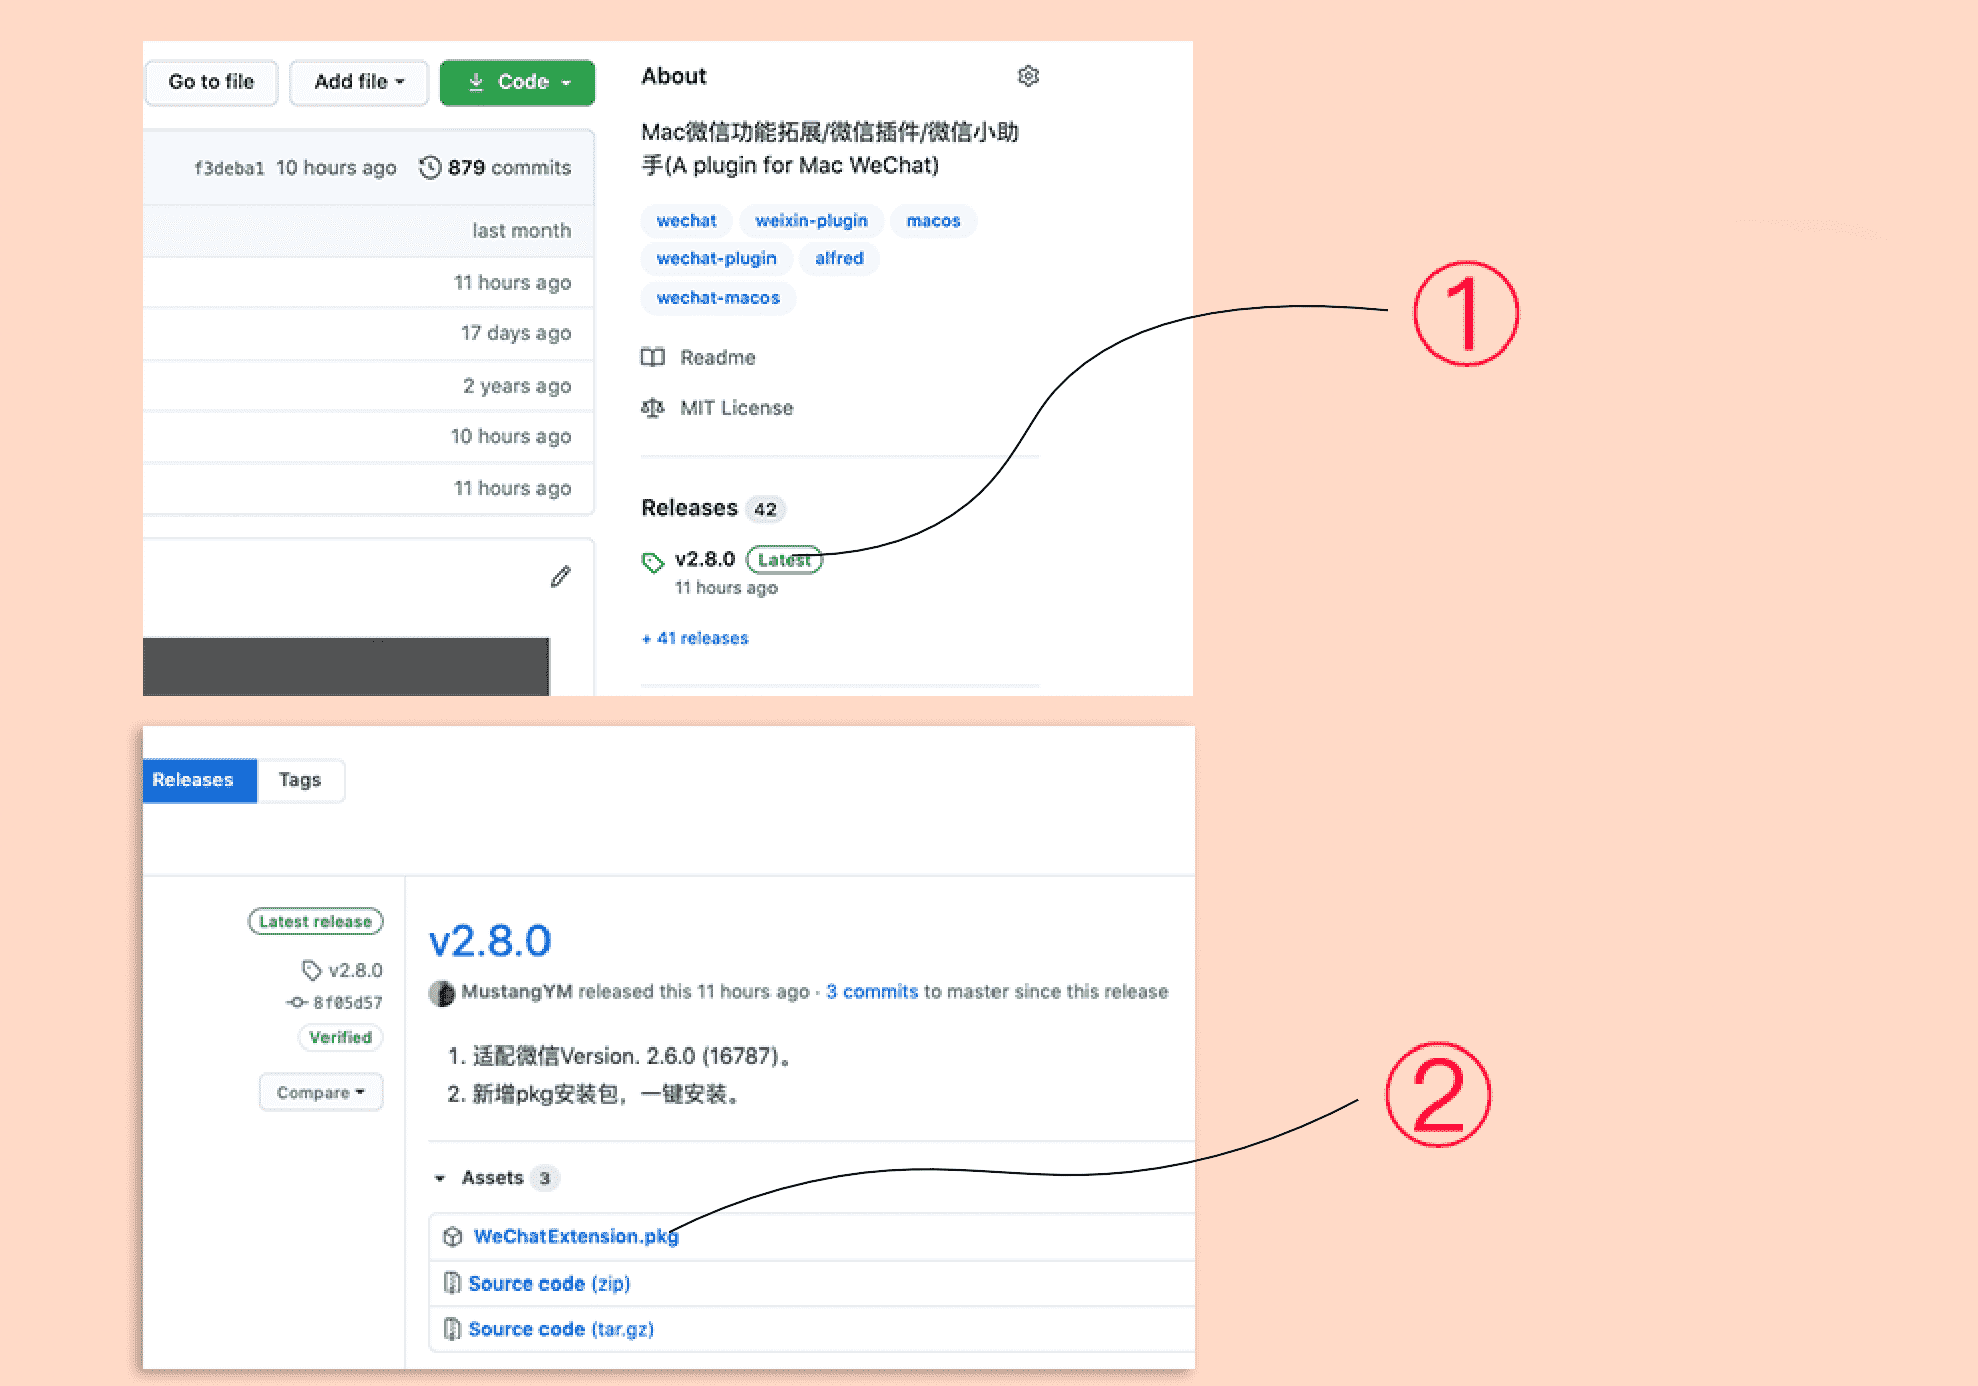 Go to file Add file Code
f3deba1 10 hours ago 879 commits
last month
11 hours ago
17 days ago
2 years ago
10 hours ago
11 hours ago
About
Mac微信功能拓展/微信插件/微信小助
手(A plugin for Mac WeChat)
wechat weixin-plugin macos
wechat-plugin alfred
wechat-macos
Readme
MIT License
Releases 42
v2.8.0 Latest
11 hours ago
+ 41 releases
①
Releases Tags
Latest release
v2.8.0
8f05d57
Verified
Compare
v2.8.0
MustangYM released this 11 hours ago · 3 commits to master since this release
1. 适配微信Version. 2.6.0 (16787)。
2. 新增pkg安装包，一键安装。
Assets 3
WeChatExtension.pkg
Source code (zip)
Source code (tar.gz)
②